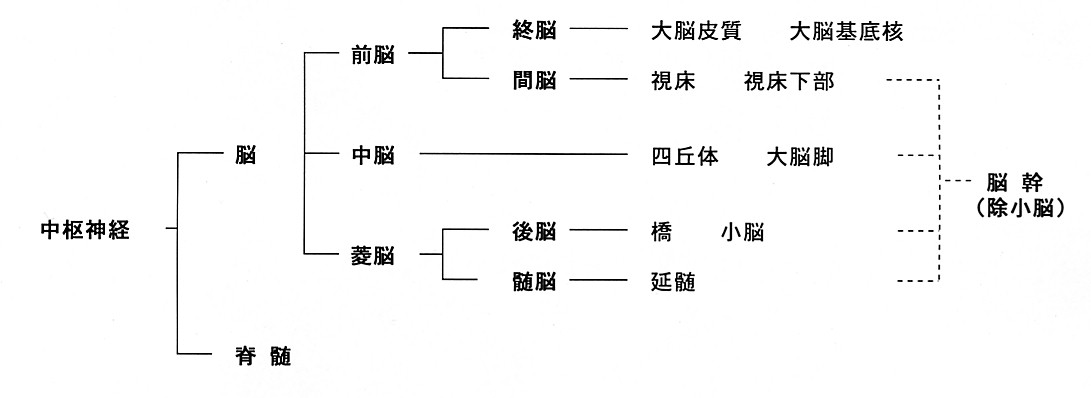 終脳 大脳皮質 大脳基底核
前脳
間脳 視床 視床下部
脳 中脳 四丘体 大脳脚
脳 幹
(除小脳)
中枢神経 後脳 橋 小脳
菱脳
髄脳 延髄
脊 髄